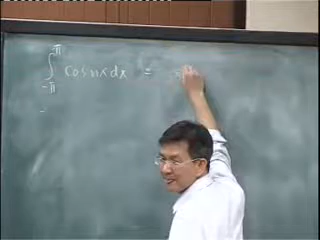 ∫_{-π}^{π} cos nx dx =
-